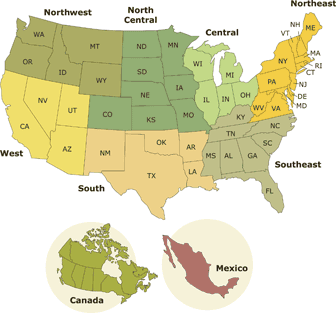 Northeast
North
Central
Northwest
Central
WA
MT
ND
MN
NH
ME
VT
OR
ID
WY
SD
WI
MI
NY
MA
RI
CT
NV
UT
NE
IA
IL
IN
OH
PA
NJ
DE
MD
CA
CO
KS
MO
KY
WV
VA
AZ
NM
OK
AR
TN
NC
SC
West
TX
LA
MS
AL
GA
Southeast
South
FL
Canada
Mexico